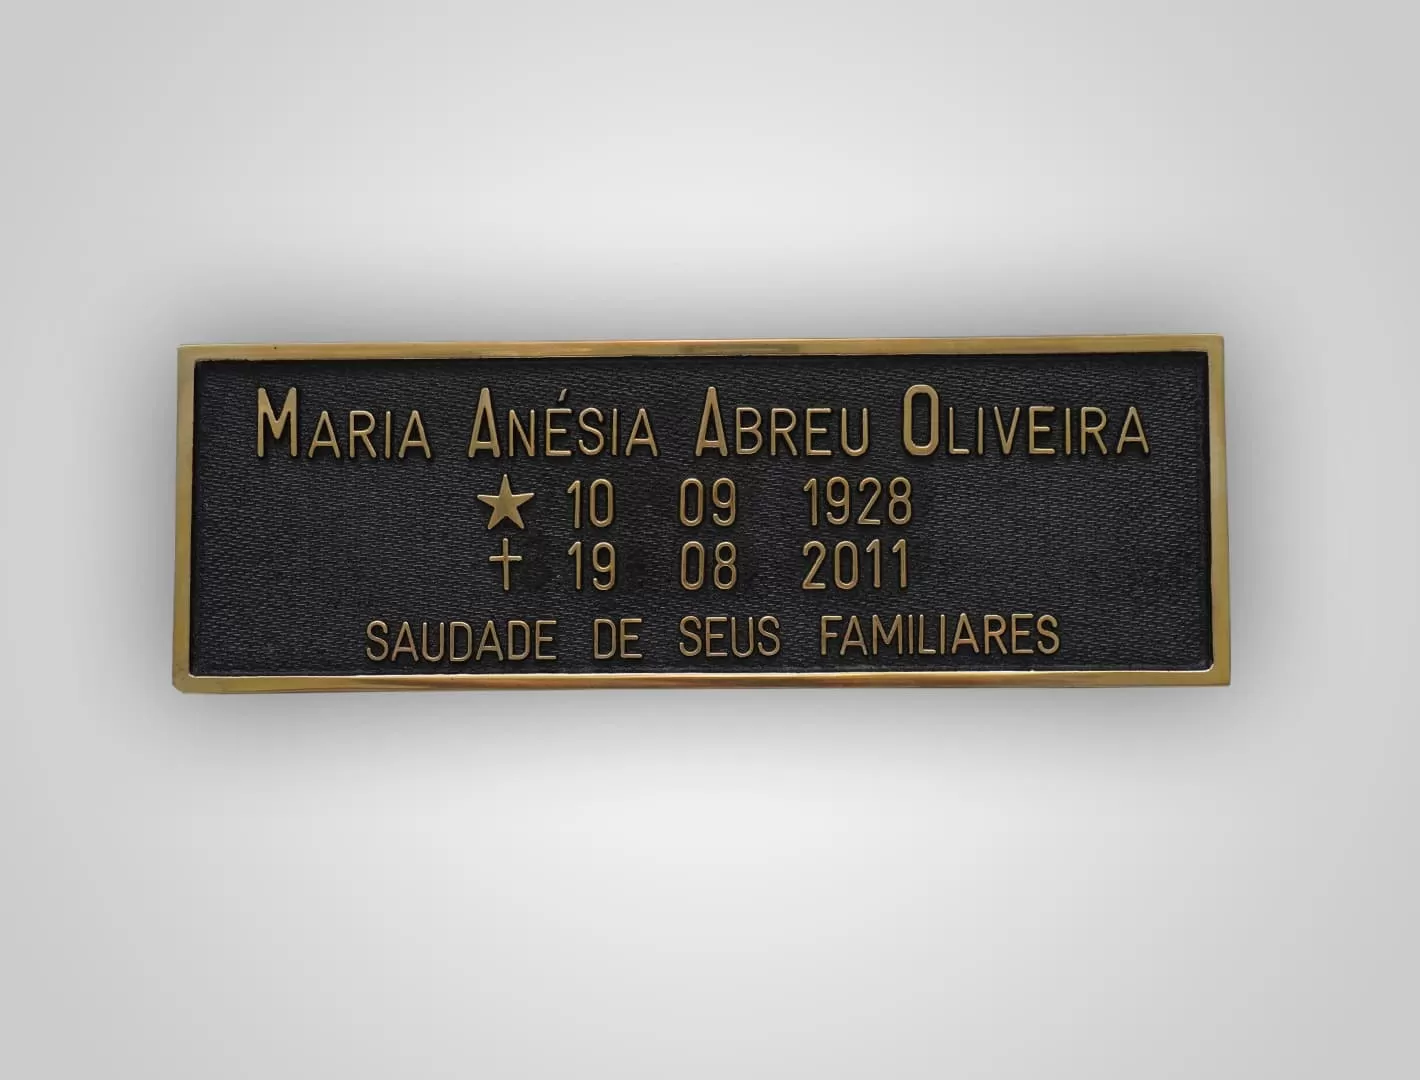 MARIA ANÉSIA ABREU OLIVEIRA
★ 10 09 1928
✝ 19 08 2011
SAUDADE DE SEUS FAMILIARES